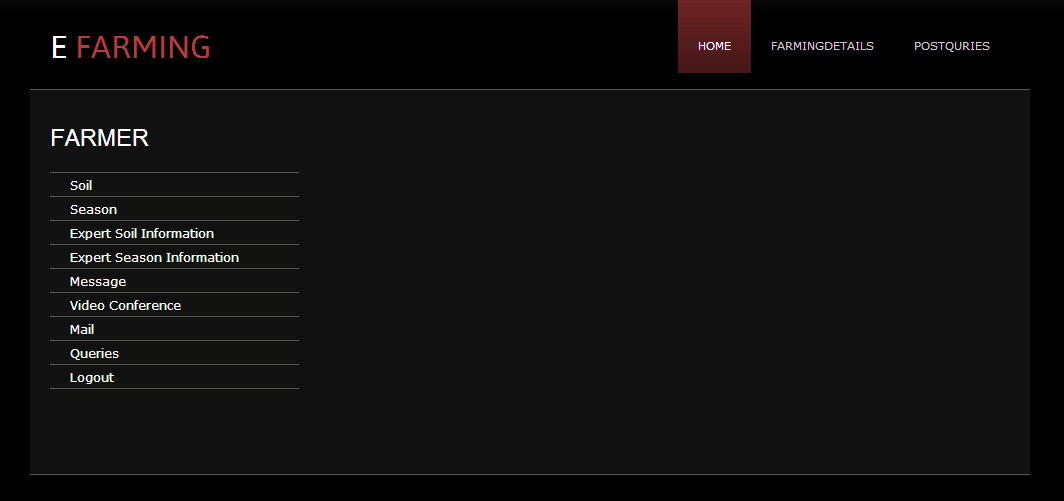 E FARMING
HOME FARMINGDETAILS POSTQURIES
FARMER
Soil
Season
Expert Soil Information
Expert Season Information
Message
Video Conference
Mail
Queries
Logout